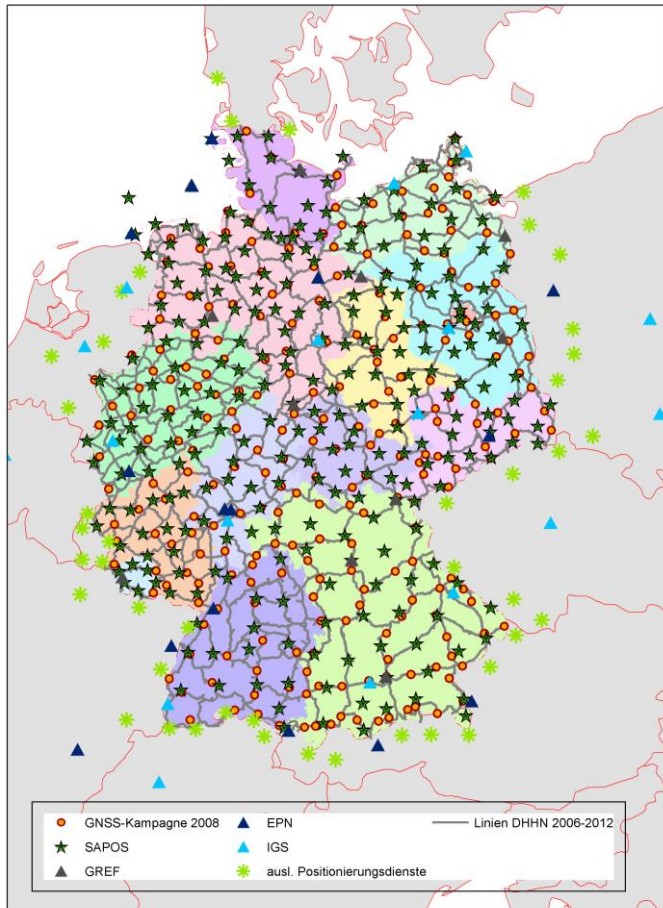 GNSS-Kampagne 2008 EPN Linien DHHN 2006-2012
SAPOS IGS
GREF ausl. Positionierungsdienste